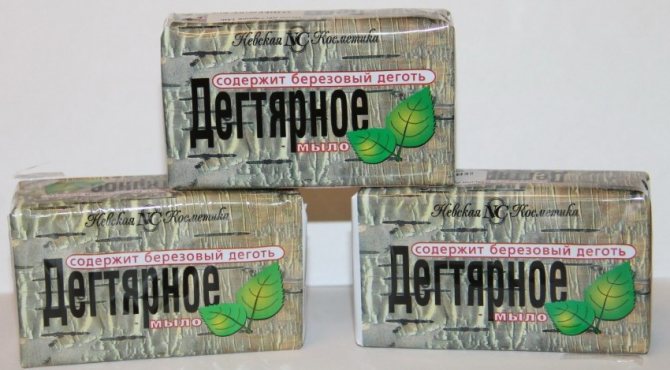 Невская NC Косметика
содержит березовый деготь
Дегтярное
мыло
Невская NC Косметика
содержит березовый деготь
Дегтярное
мыло
Невская NC Косметика
содержит березовый деготь
Дегтярное
мыло